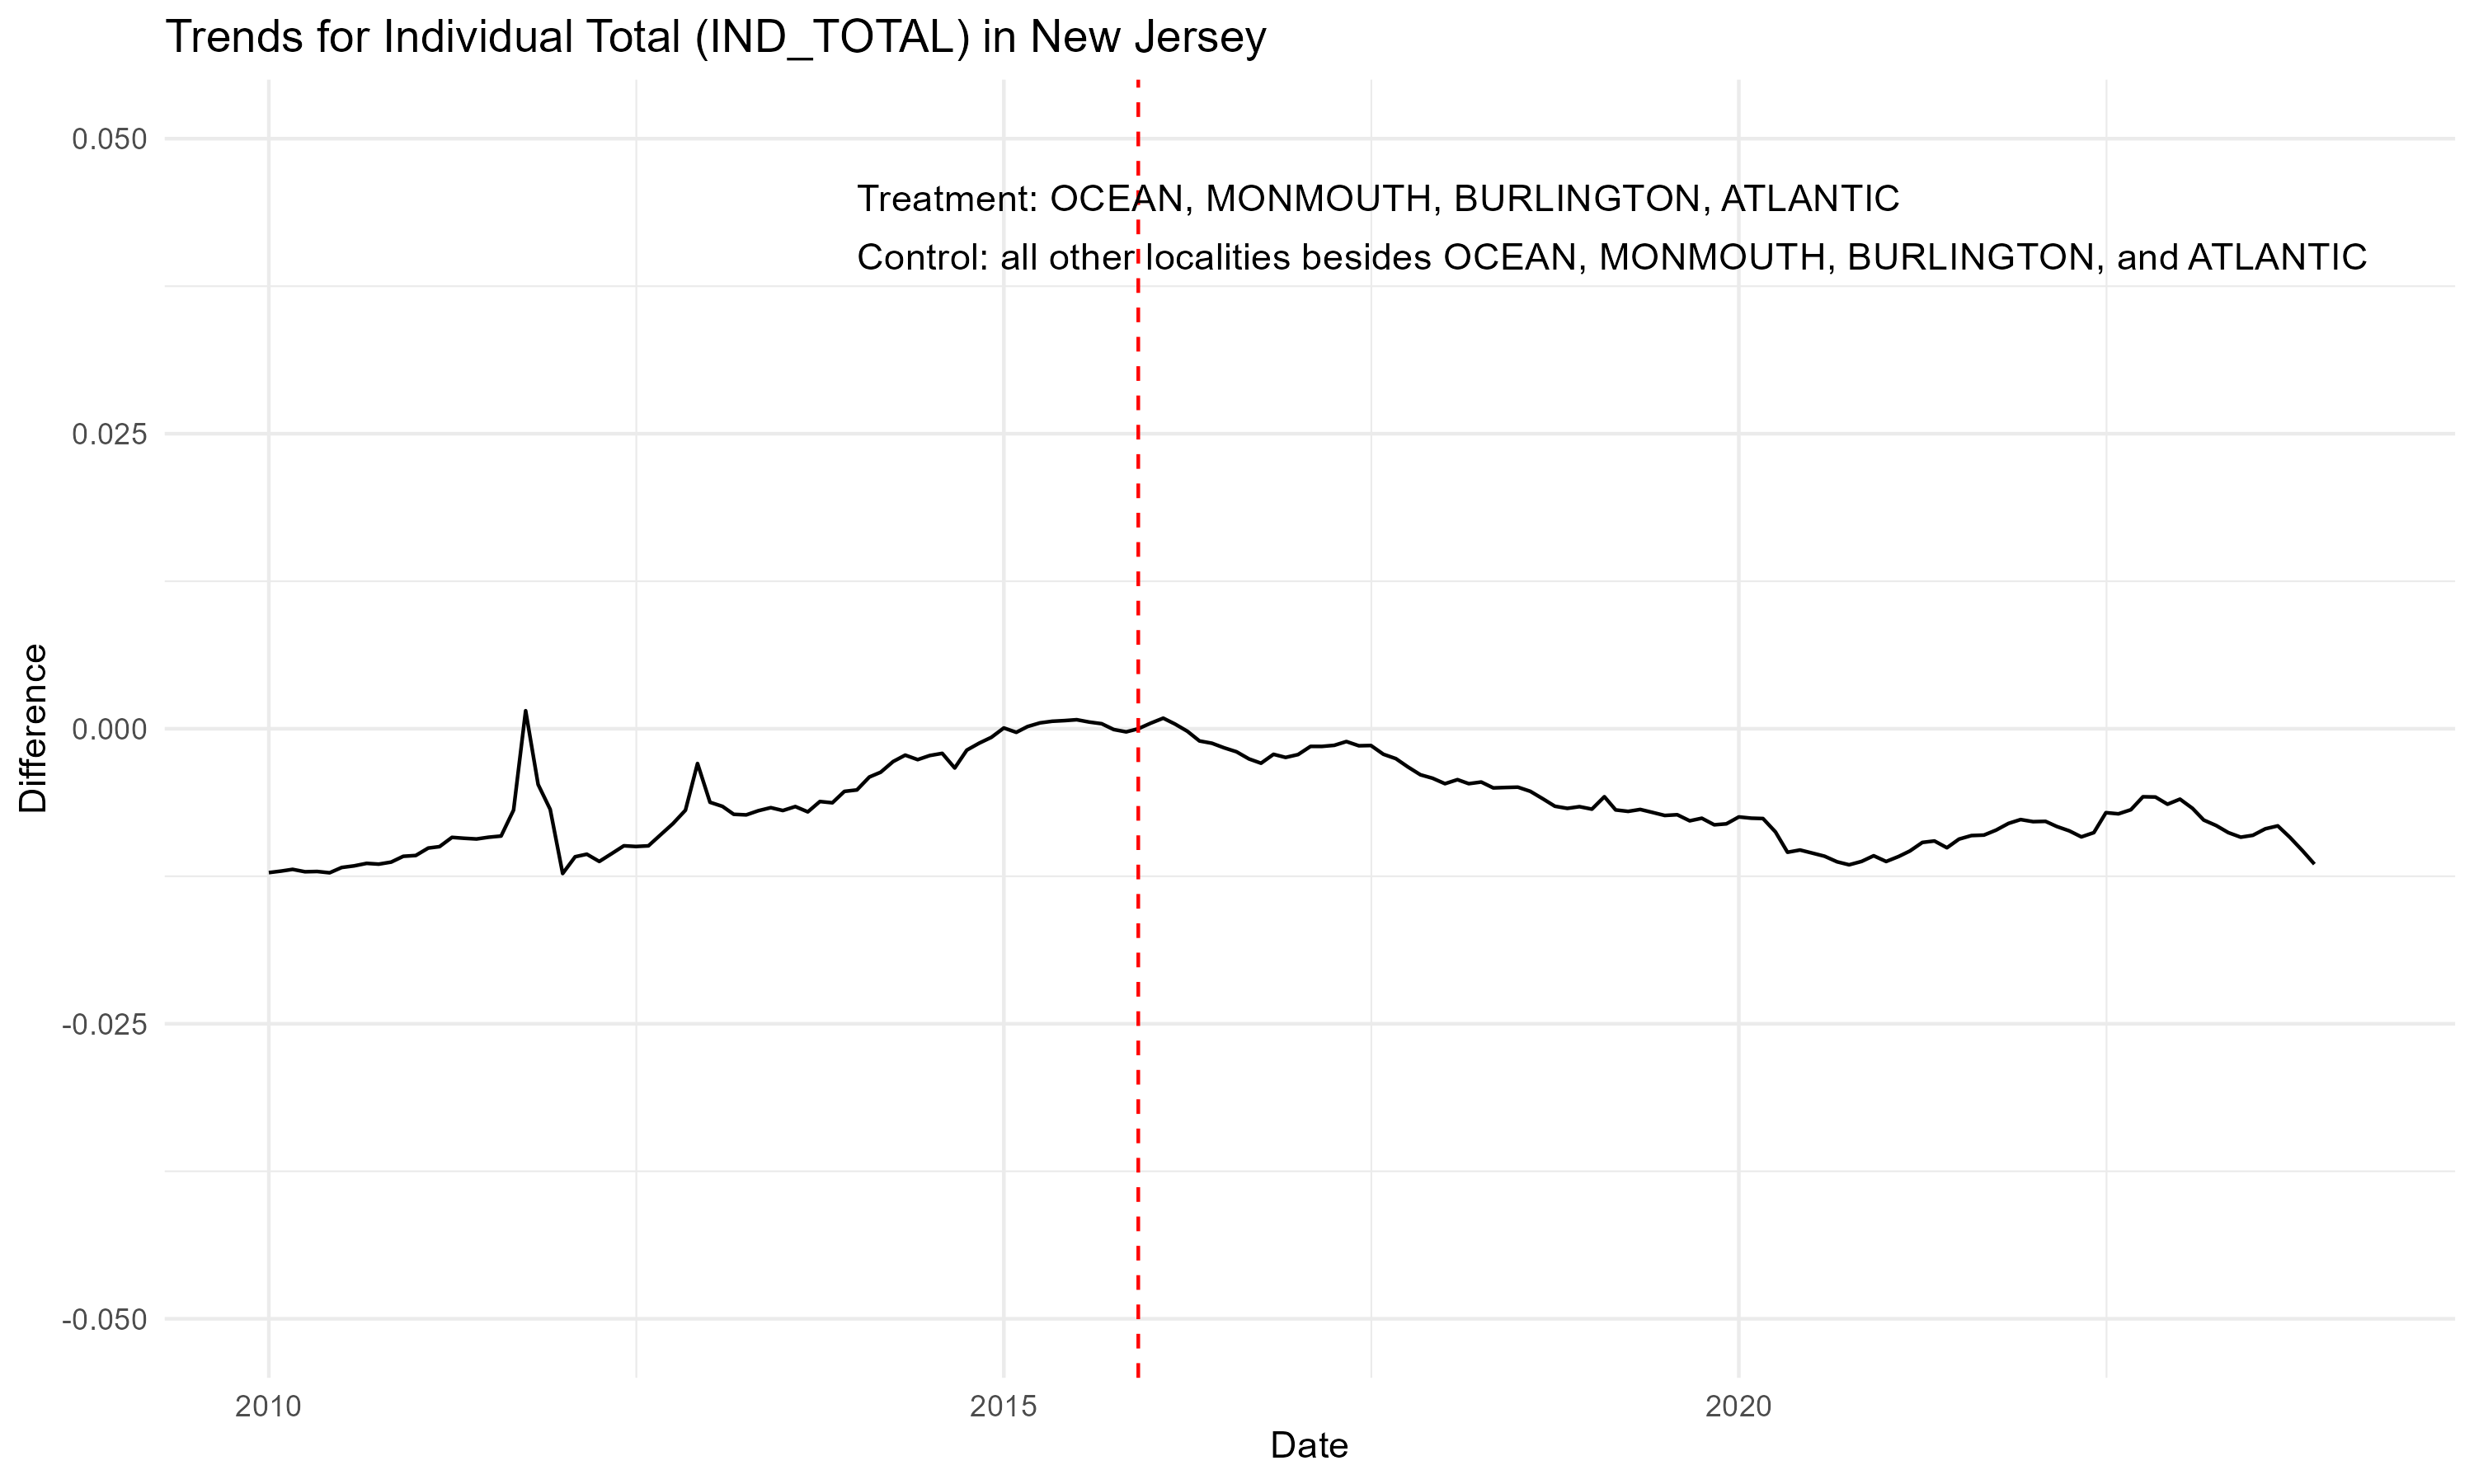 Trends for Individual Total (IND_TOTAL) in New Jersey
0.050
Treatment: OCEAN, MONMOUTH, BURLINGTON, ATLANTIC
Control: all other localities besides OCEAN, MONMOUTH, BURLINGTON, and ATLANTIC
0.025
Difference
0.000
-0.025
-0.050
2010
2015
2020
Date